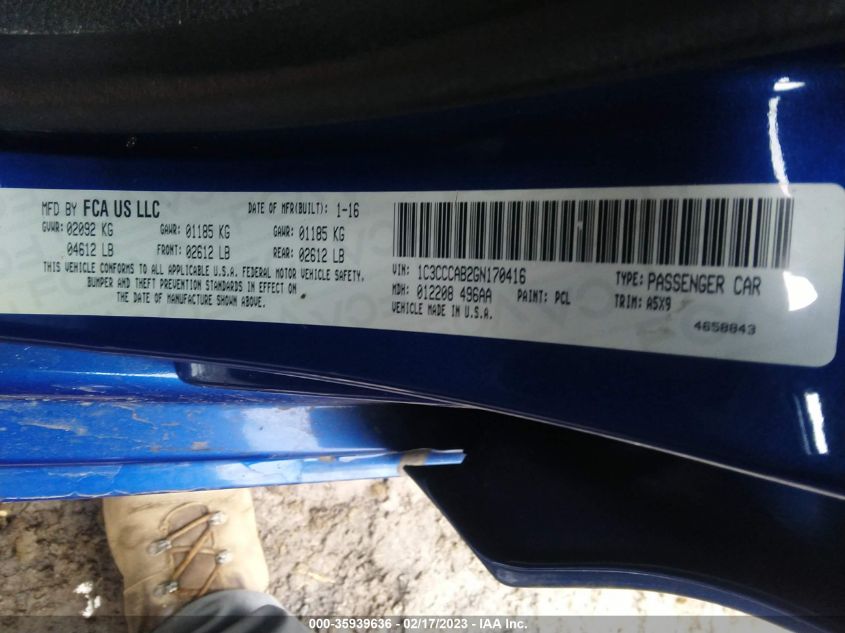 MFD BY FCA US LLC DATE OF MFR(BUILT): 1-16
GVWR: 02092 KG GAWR: 01185 KG GAWR: 01185 KG
04612 LB FRONT: 02612 LB REAR: 02612 LB
THIS VEHICLE CONFORMS TO ALL APPLICABLE U.S.A. FEDERAL MOTOR VEHICLE SAFETY,
BUMPER AND THEFT PREVENTION STANDARDS IN EFFECT ON
THE DATE OF MANUFACTURE SHOWN ABOVE.
VIN: 1C3CCCAB2GN170416 TYPE: PASSENGER CAR
MDH: 012208 496AA PAINT: PCL TRIM: A5X9
VEHICLE MADE IN U.S.A. 4658843
000-35939636 - 02/17/2023 - IAA Inc.